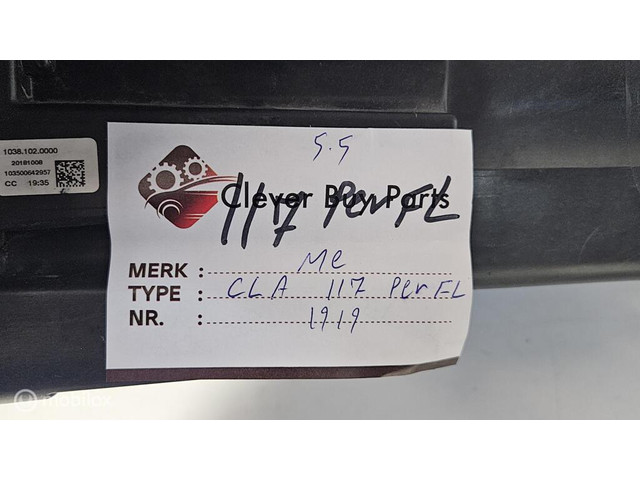 1038.102.0000
20181008
103500642957
CC 19:35
5.5
Clever Buy Parts
117 Per FL
MERK : Me
TYPE : CLA 117 Per FL
NR. : 1919
mobilox